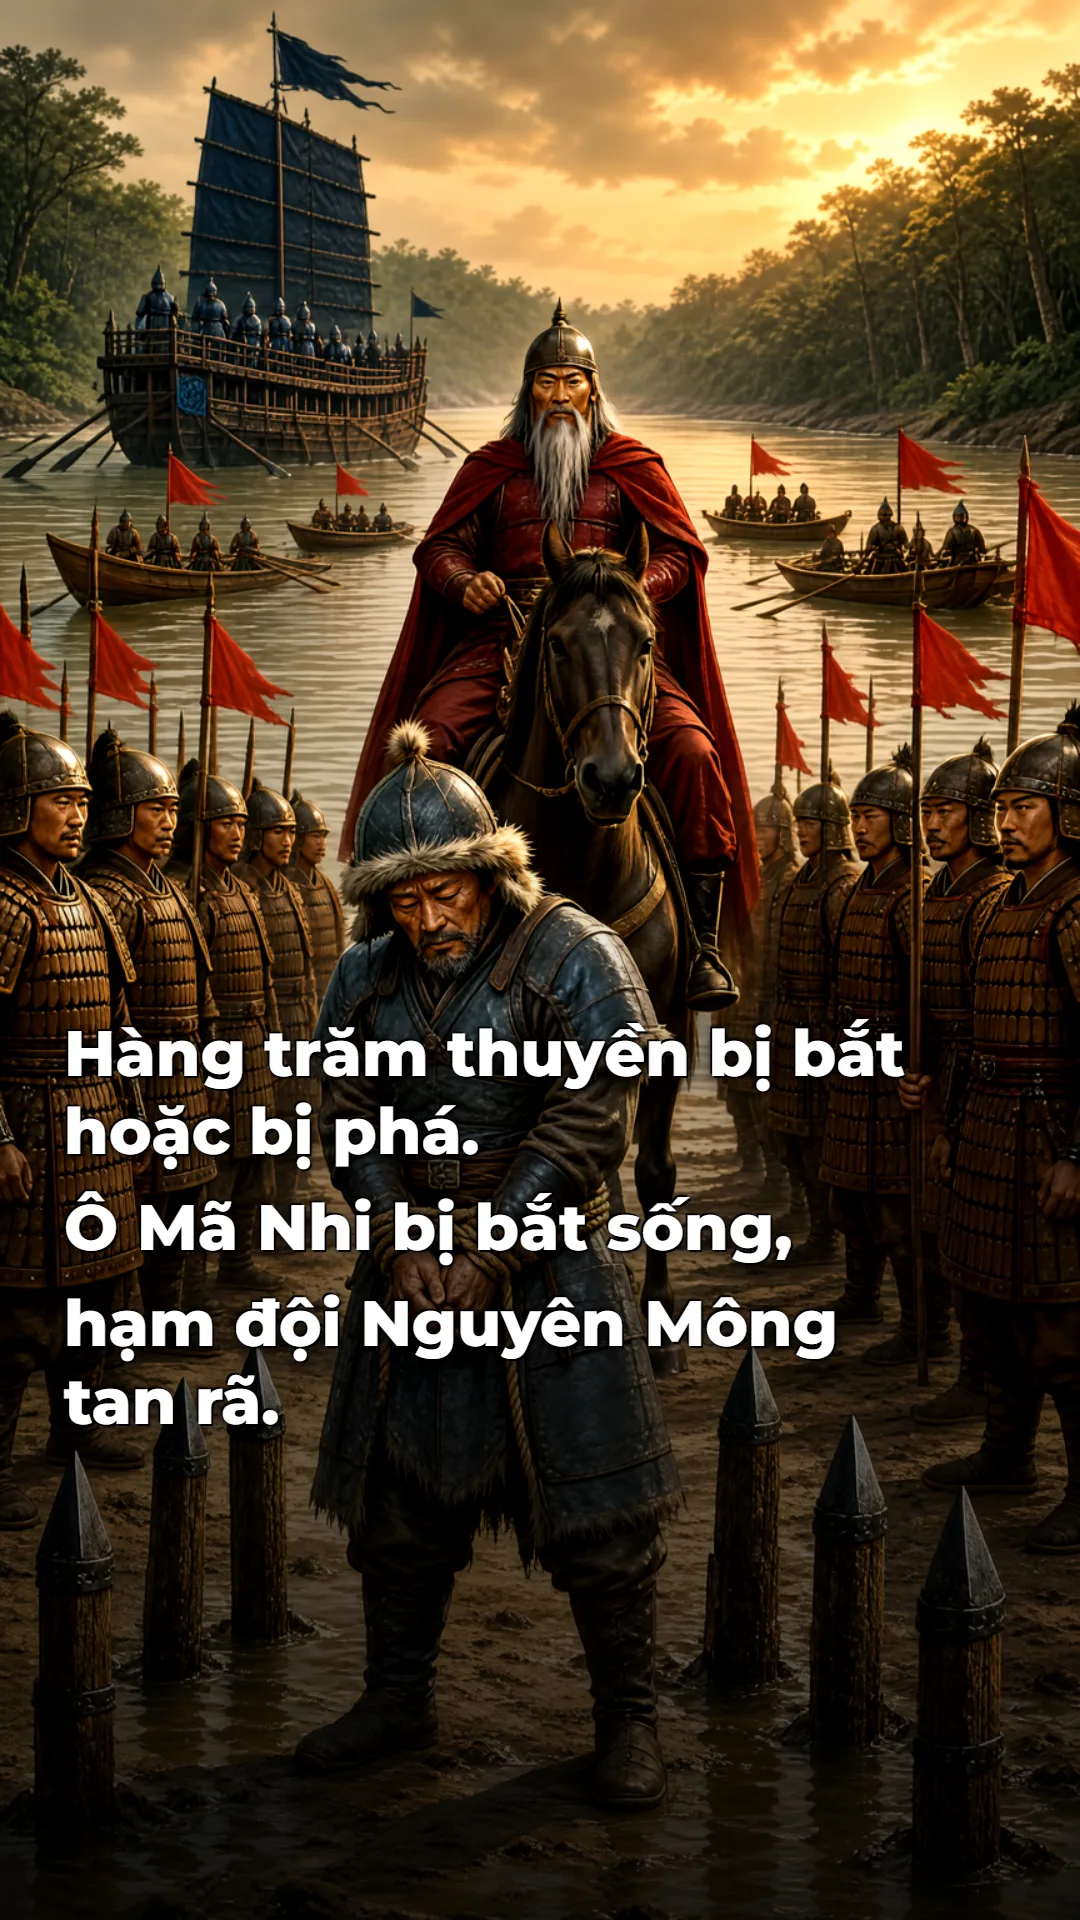 Hàng trăm thuyền bị bắt
hoặc bị phá.
Ô Mã Nhi bị bắt sống,
hạm đội Nguyên Mông
tan rã.